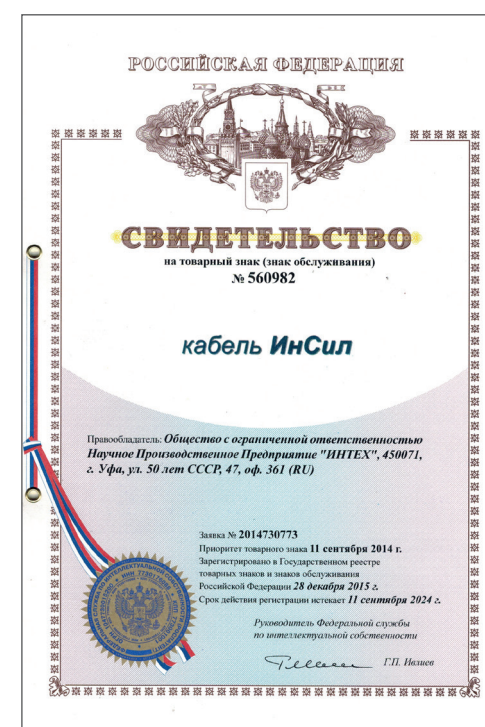 РОССИЙСКАЯ ФЕДЕРАЦИЯ
СВИДЕТЕЛЬСТВО
на товарный знак (знак обслуживания)
№ 560982
кабель ИнСил
Правообладатель: Общество с ограниченной ответственностью
Научное Производственное Предприятие "ИНТЕХ", 450071,
г. Уфа, ул. 50 лет СССР, 47, оф. 361 (RU)
Заявка № 2014730773
Приоритет товарного знака 11 сентября 2014 г.
Зарегистрировано в Государственном реестре
товарных знаков и знаков обслуживания
Российской Федерации 28 декабря 2015 г.
Срок действия регистрации истекает 11 сентября 2024 г.
Руководитель Федеральной службы
по интеллектуальной собственности
Г.П. Ивлиев